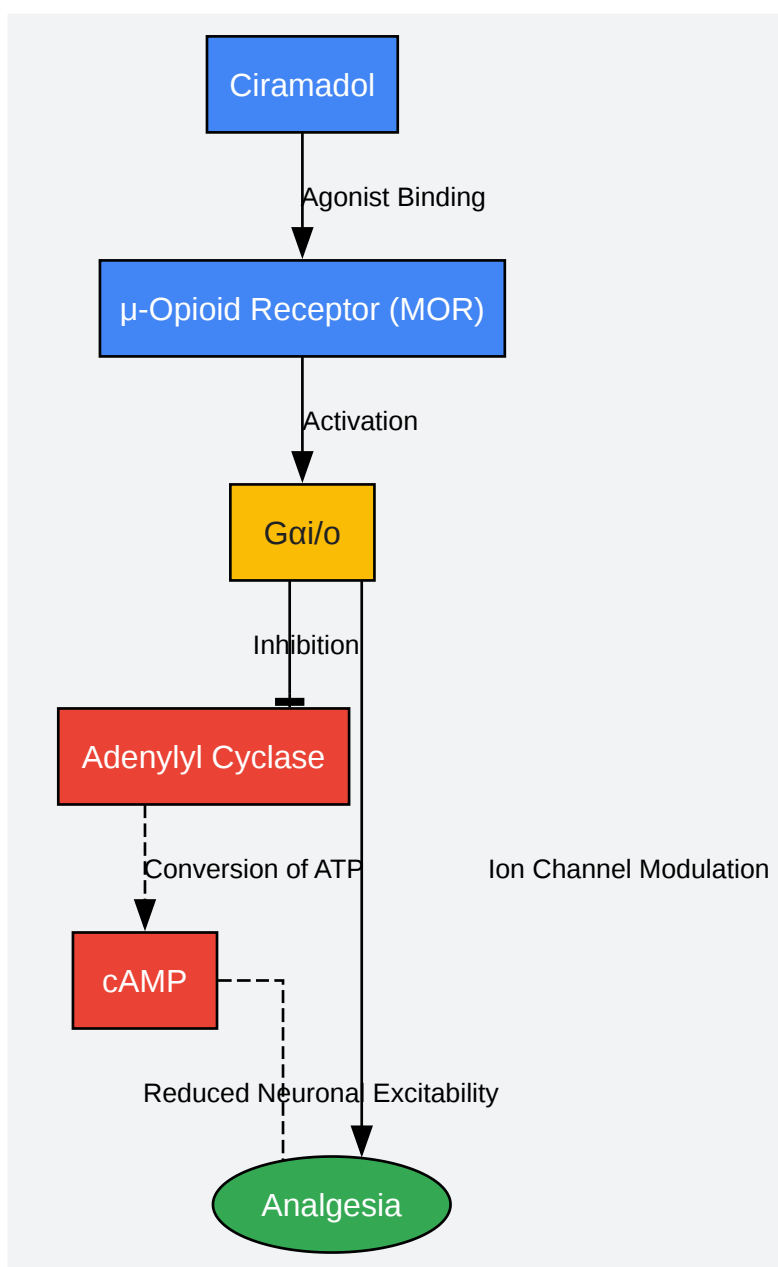 Ciramadol
Agonist Binding
μ-Opioid Receptor (MOR)
Activation
Gαi/o
Inhibition
Adenylyl Cyclase
Conversion of ATP
Ion Channel Modulation
cAMP
Reduced Neuronal Excitability
Analgesia